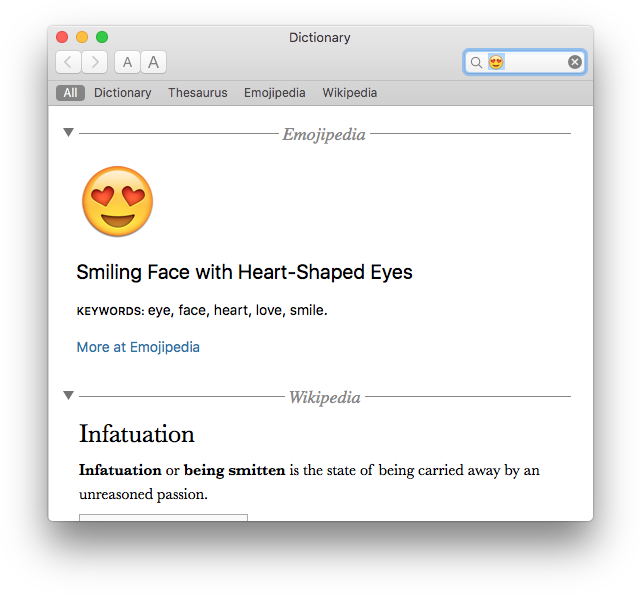 Dictionary
A A 😍
All Dictionary Thesaurus Emojipedia Wikipedia
Emojipedia
Smiling Face with Heart-Shaped Eyes
KEYWORDS: eye, face, heart, love, smile.
More at Emojipedia
Wikipedia
Infatuation
Infatuation or being smitten is the state of being carried away by an
unreasoned passion.